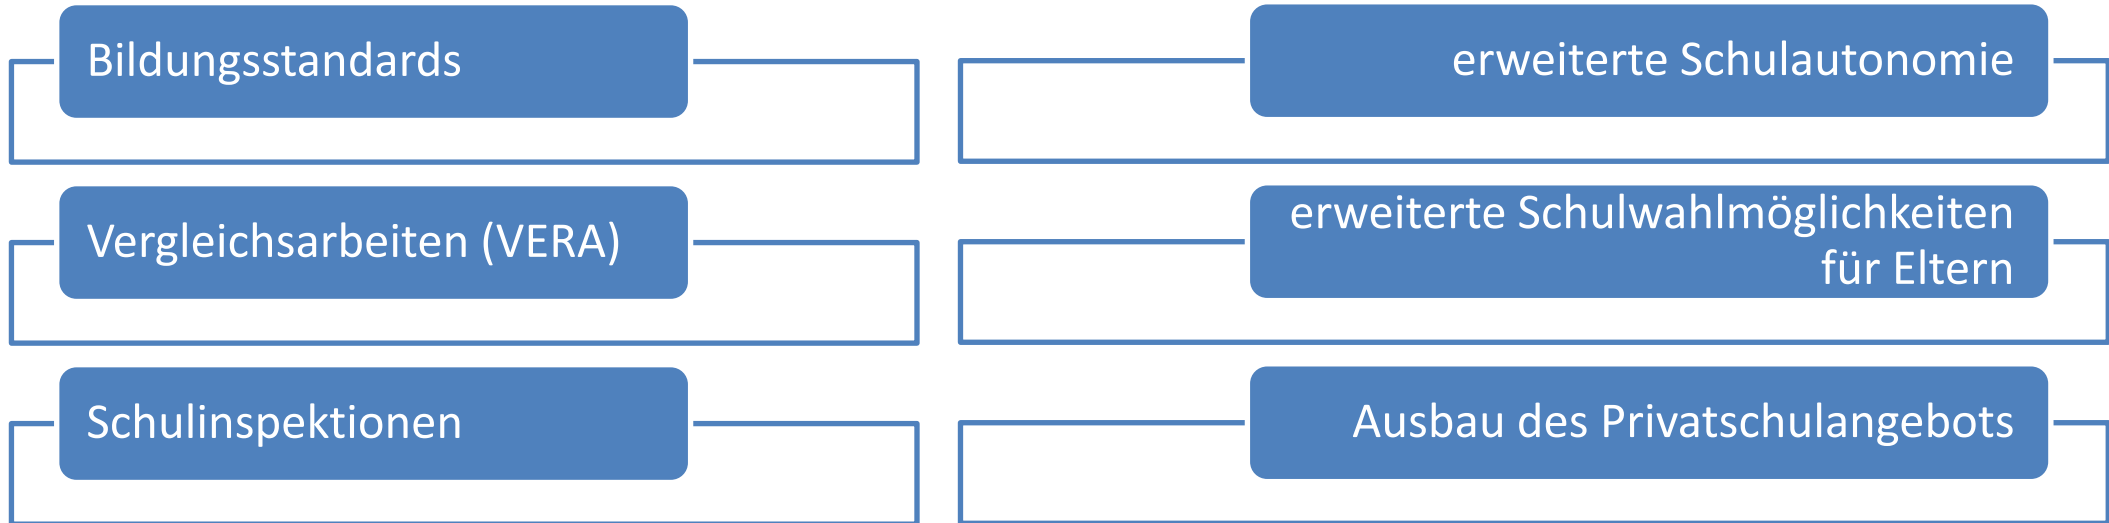 Bildungsstandards
Vergleichsarbeiten (VERA)
Schulinspektionen
erweiterte Schulautonomie
erweiterte Schulwahlmöglichkeiten
für Eltern
Ausbau des Privatschulangebots